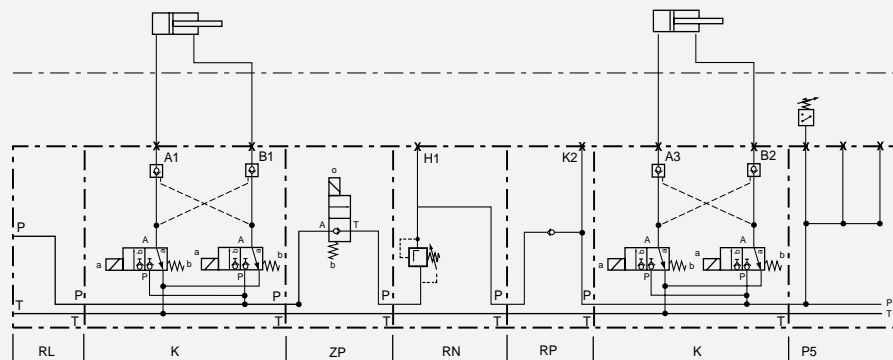 A1 B1 H1 K2 A3 B2
o
A T
b
P
A A A A
a b a a b a b a b a a b a b
a b a b
P P P P
P P P P P P P
T T T T T T T
RL K ZP RN RP K P5